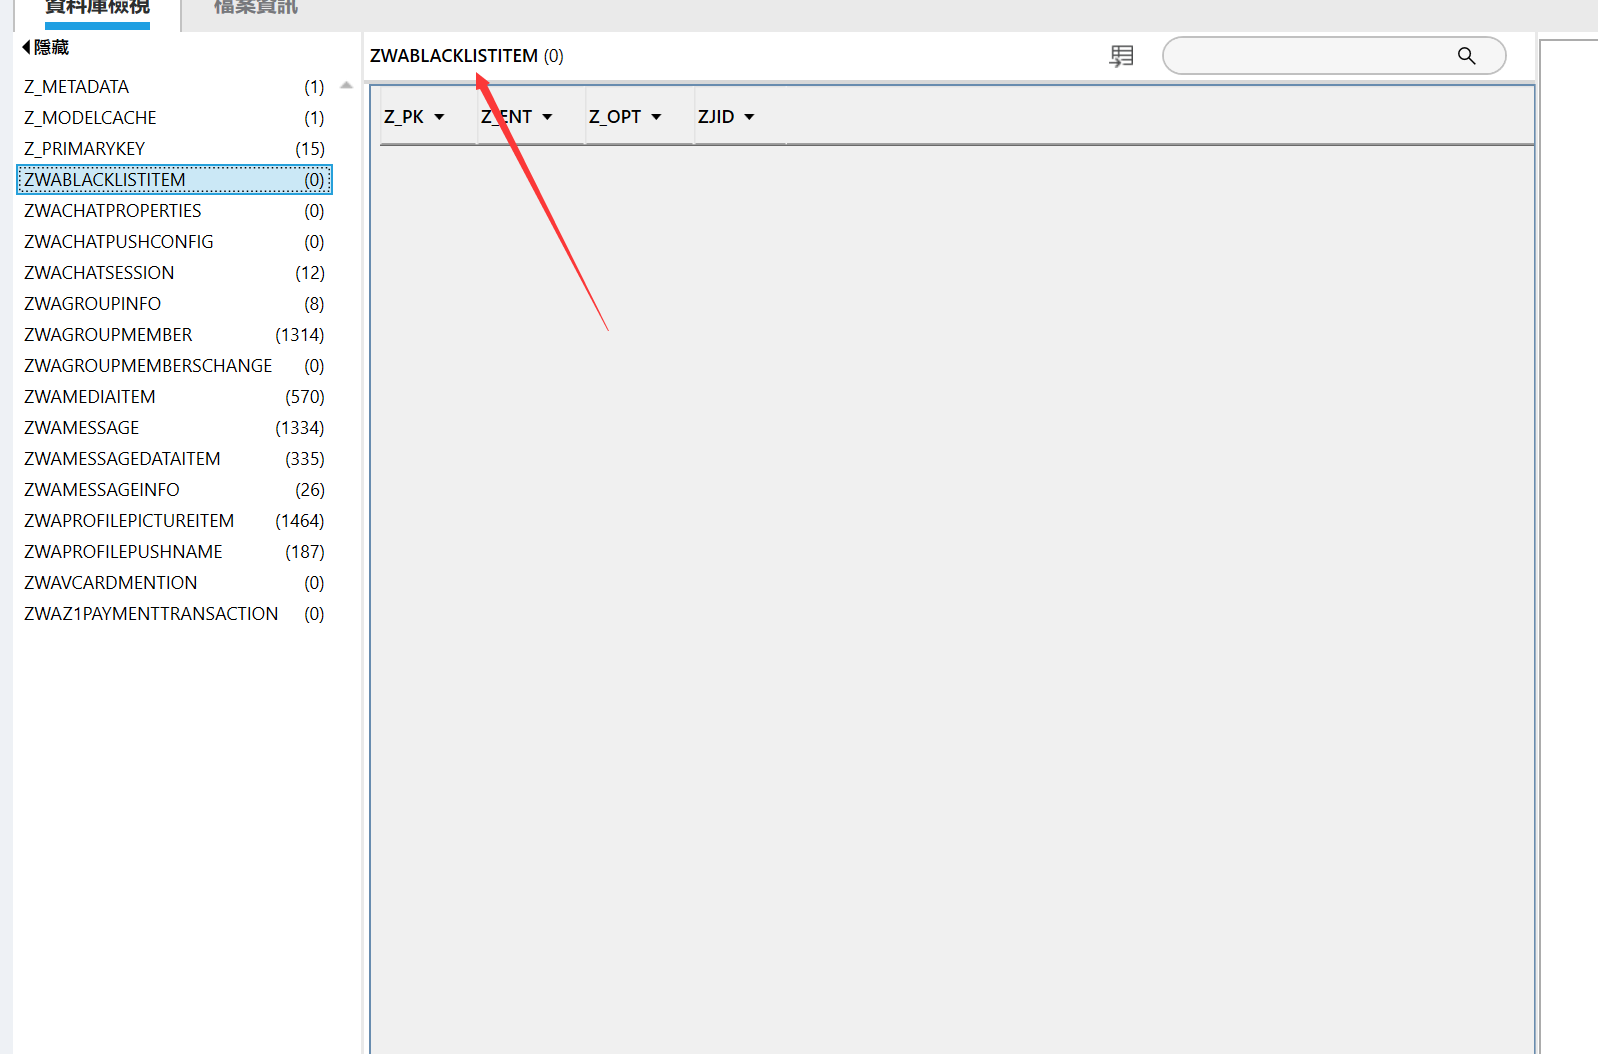 資料庫檢視 檔案資訊
隱藏
ZWABLACKLISTITEM (0)
Z_METADATA (1)
Z_MODELCACHE (1)
Z_PRIMARYKEY (15)
ZWABLACKLISTITEM (0)
ZWACHATPROPERTIES (0)
ZWACHATPUSHCONFIG (0)
ZWACHATSESSION (12)
ZWAGROUPINFO (8)
ZWAGROUPMEMBER (1314)
ZWAGROUPMEMBERSCHANGE (0)
ZWAMEDIAITEM (570)
ZWAMESSAGE (1334)
ZWAMESSAGEDATAITEM (335)
ZWAMESSAGEINFO (26)
ZWAPROFILEPICTUREITEM (1464)
ZWAPROFILEPUSHNAME (187)
ZWAVCARDMENTION (0)
ZWAZ1PAYMENTTRANSACTION (0)
Z_PK Z_ENT Z_OPT ZJID